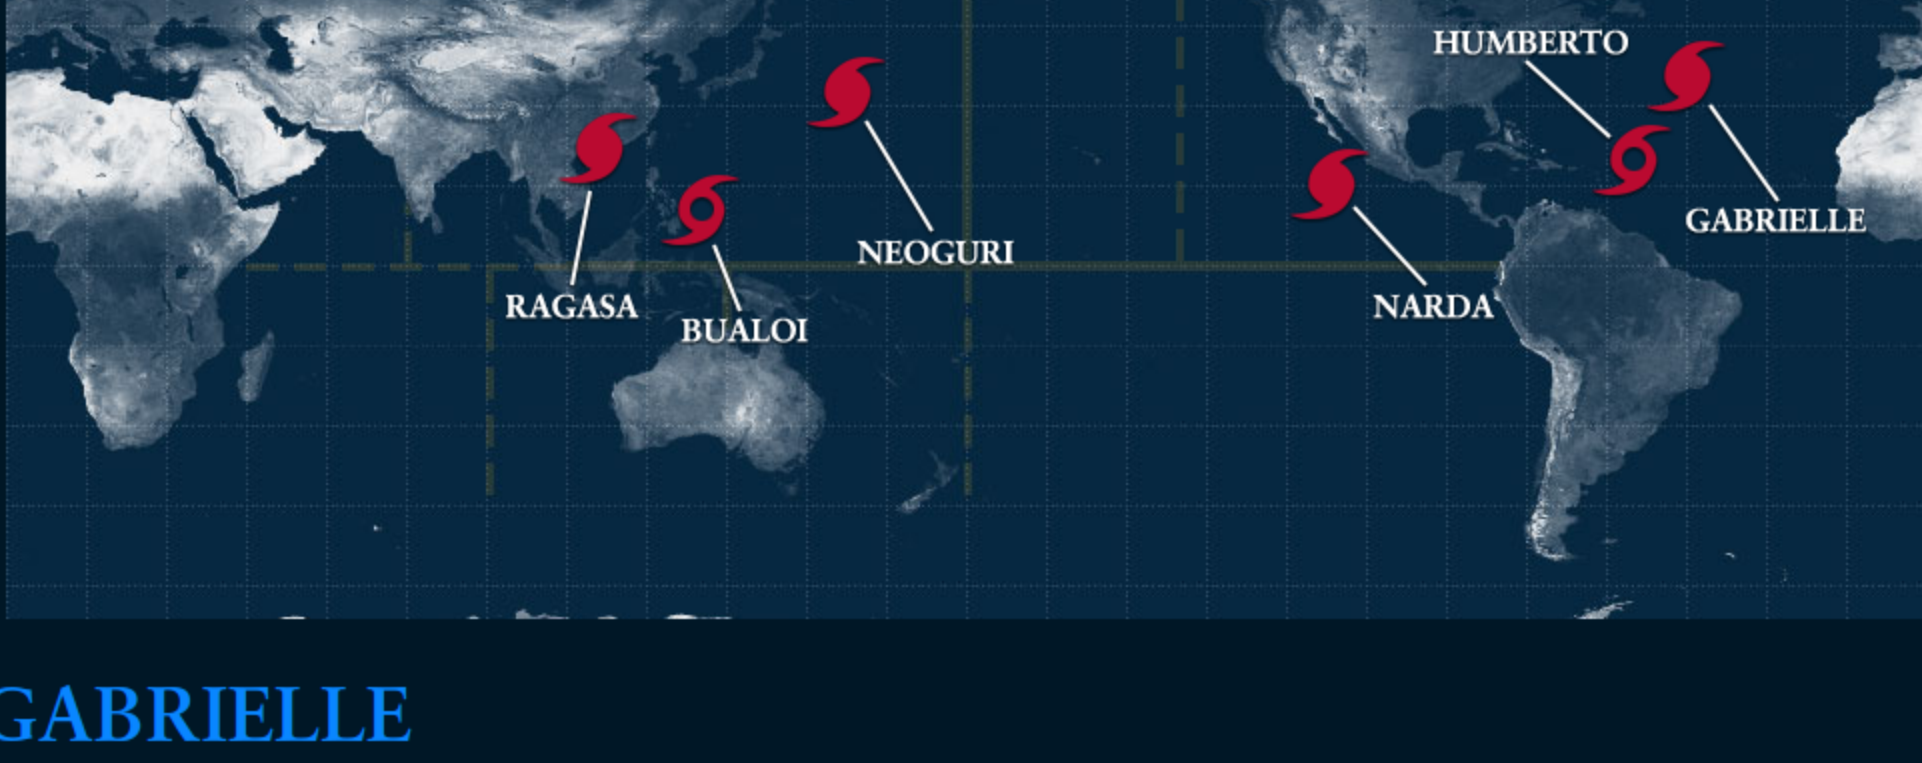 HUMBERTO
GABRIELLE
NEOGURI
RAGASA
NARDA
BUALOI
GABRIELLE